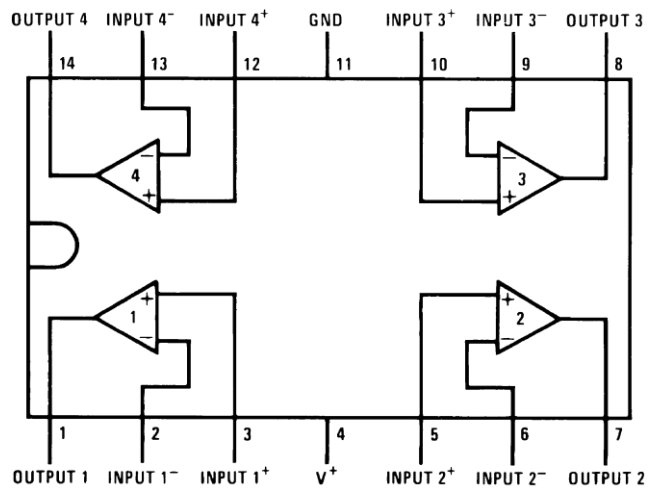 OUTPUT 4 INPUT 4⁻ INPUT 4⁺ GND INPUT 3⁺ INPUT 3⁻ OUTPUT 3
14 13 12 11 10 9 8
− −
4 3
+ +
+ +
1 2
− −
1 2 3 4 5 6 7
OUTPUT 1 INPUT 1⁻ INPUT 1⁺ V⁺ INPUT 2⁺ INPUT 2⁻ OUTPUT 2